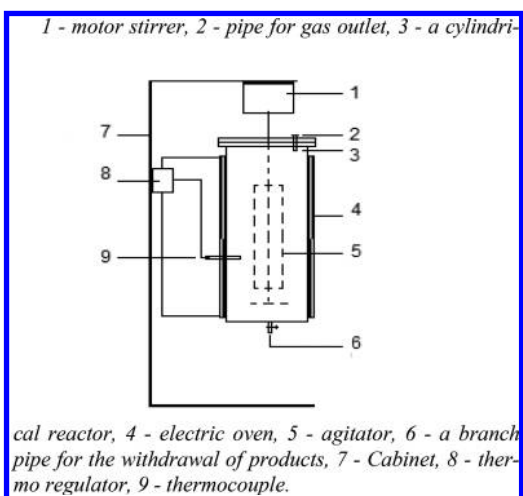 1 - motor stirrer, 2 - pipe for gas outlet, 3 - a cylindri-
1
2
7
3
8
4
5
9
6
cal reactor, 4 - electric oven, 5 - agitator, 6 - a branch
pipe for the withdrawal of products, 7 - Cabinet, 8 - ther-
mo regulator, 9 - thermocouple.